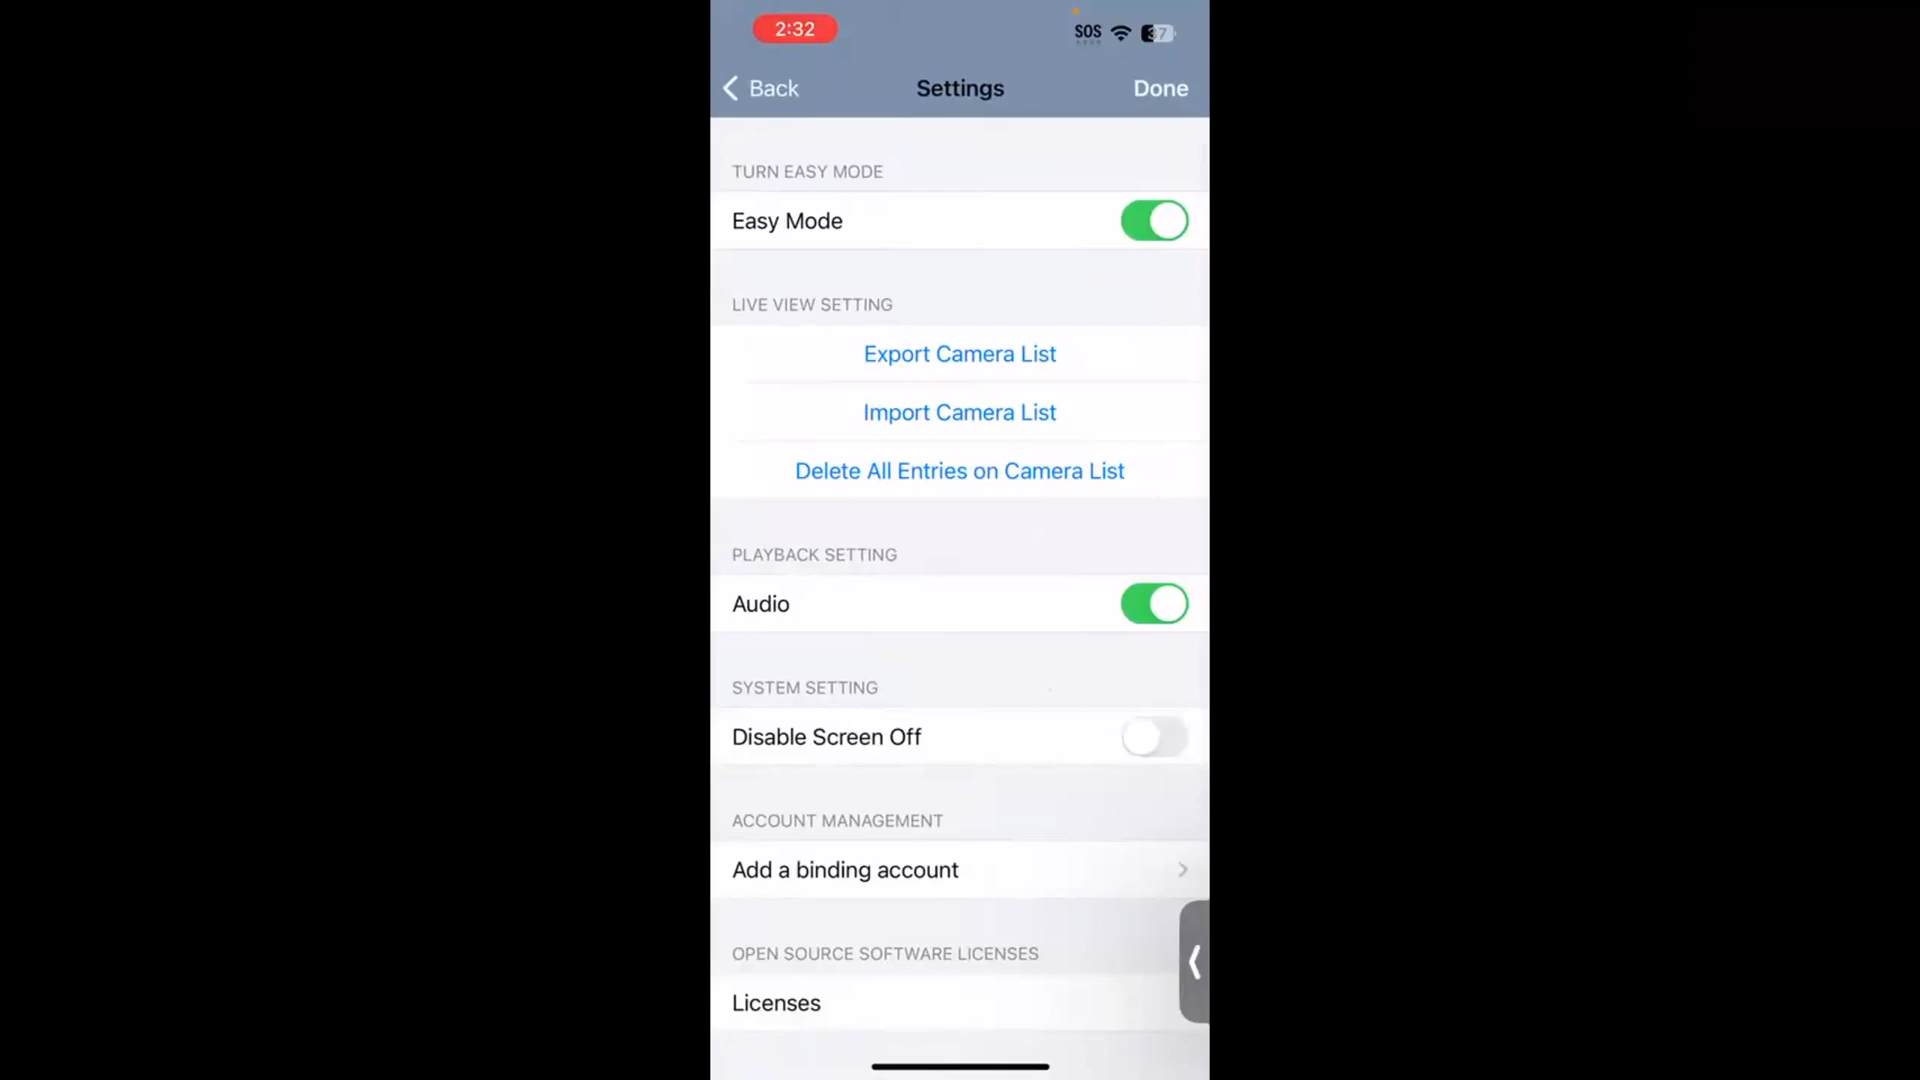 2:32
SOS
37
Back
Settings
Done
TURN EASY MODE
Easy Mode
LIVE VIEW SETTING
Export Camera List
Import Camera List
Delete All Entries on Camera List
PLAYBACK SETTING
Audio
SYSTEM SETTING
Disable Screen Off
ACCOUNT MANAGEMENT
Add a binding account
OPEN SOURCE SOFTWARE LICENSES
Licenses